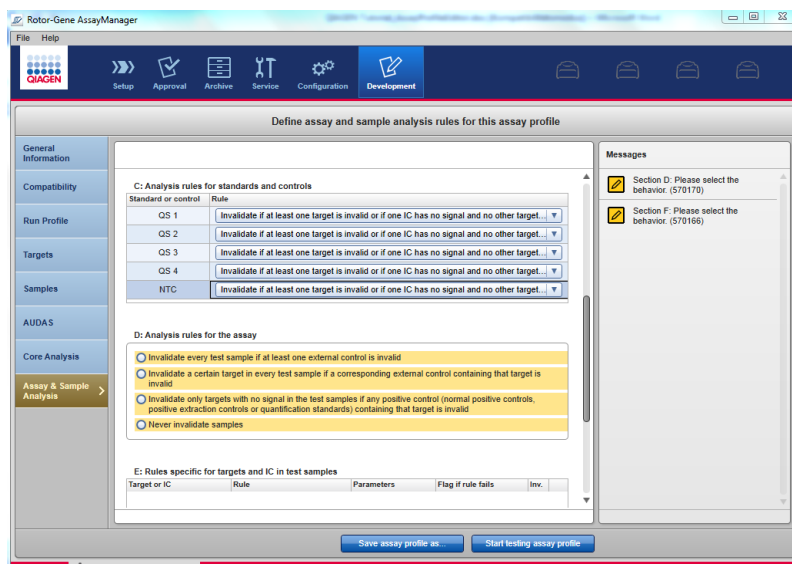 Rotor-Gene AssayManager
File Help
QIAGEN
Setup Approval Archive Service Configuration Development
Define assay and sample analysis rules for this assay profile
General
Information
Compatibility
Run Profile
Targets
Samples
AUDAS
Core Analysis
Assay & Sample
Analysis
C: Analysis rules for standards and controls
Standard or control Rule
QS 1 Invalidate if at least one target is invalid or if one IC has no signal and no other target...
QS 2 Invalidate if at least one target is invalid or if one IC has no signal and no other target...
QS 3 Invalidate if at least one target is invalid or if one IC has no signal and no other target...
QS 4 Invalidate if at least one target is invalid or if one IC has no signal and no other target...
NTC Invalidate if at least one target is invalid or if one IC has no signal and no other target...
D: Analysis rules for the assay
Invalidate every test sample if at least one external control is invalid
Invalidate a certain target in every test sample if a corresponding external control containing that target is
invalid
Invalidate only targets with no signal in the test samples if any positive control (normal positive controls,
positive extraction controls or quantification standards) containing that target is invalid
Never invalidate samples
E: Rules specific for targets and IC in test samples
Target or IC Rule Parameters Flag if rule fails Inv.
Messages
Section D: Please select the
behavior. (570170)
Section F: Please select the
behavior. (570166)
Save assay profile as... Start testing assay profile